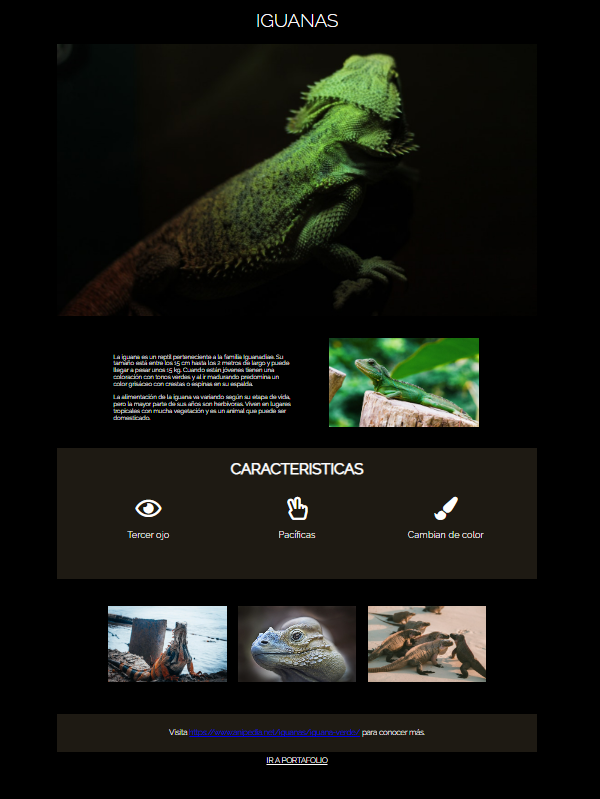 IGUANAS
La iguana es un reptil perteneciente a la familia Iguanadiae. Su
tamaño está entre los 15 cm hasta los 2 metros de largo y puede
llegar a pesar unos 15 kg. Cuando están jóvenes tienen una
coloración con tonos verdes y al ir madurando predomina un
color grisáceo con crestas o espinas en su espalda.
La alimentación de la iguana va variando según su etapa de vida,
pero la mayor parte de sus años son herbívoras. Viven en lugares
tropicales con mucha vegetación y es un animal que puede ser
domesticado.
CARACTERISTICAS
Tercer ojo
Pacíficas
Cambian de color
Visita para conocer más.
IR A PORTAFOLIO